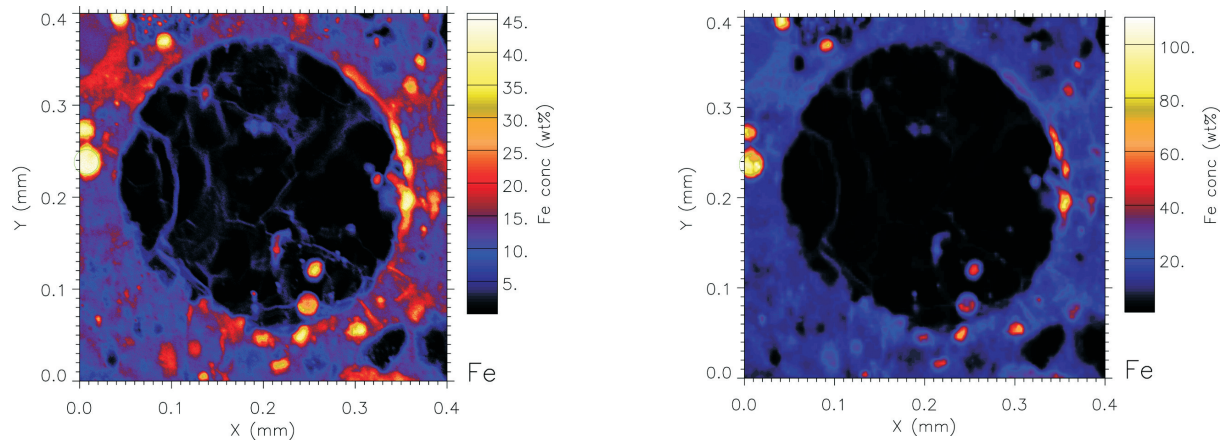 0.4
0.3
0.2
0.1
0.0
Y (mm)
0.0 0.1 0.2 0.3 0.4
X (mm)
45.
40.
35.
30.
25.
20.
15.
10.
5.
Fe conc (wt%)
Fe
0.4
0.3
0.2
0.1
0.0
Y (mm)
0.0 0.1 0.2 0.3 0.4
X (mm)
100.
80.
60.
40.
20.
Fe conc (wt%)
Fe